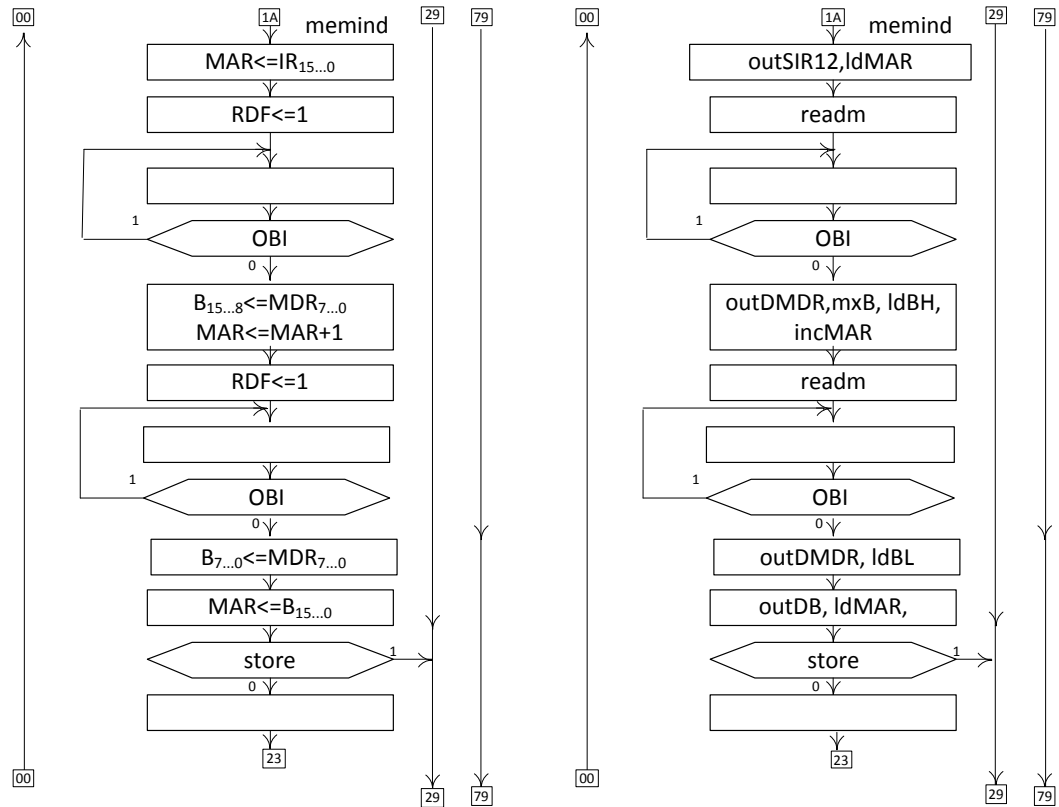 00
1A
memind
29
79
MAR<=IR15...0
RDF<=1
1
OBI
0
B15...8<=MDR7...0
MAR<=MAR+1
RDF<=1
1
OBI
0
B7...0<=MDR7...0
MAR<=B15...0
store
1
0
23
00
29
79
00
1A
memind
29
79
outSIR12,ldMAR
readm
1
OBI
0
outDMDR,mxB, ldBH,
incMAR
readm
1
OBI
0
outDMDR, ldBL
outDB, ldMAR,
store
1
0
23
00
29
79